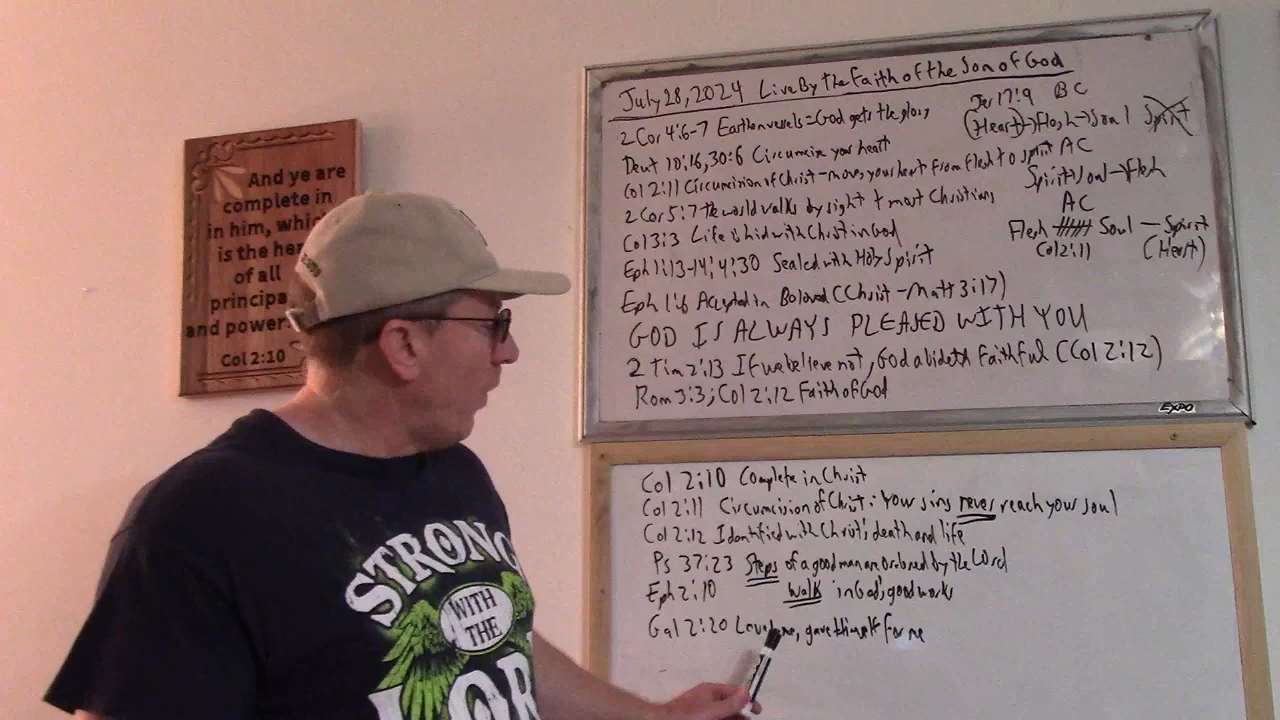 July 28, 2024 Live By the Faith of the Son of God
2 Cor 4:6-7 Earthen vessels = God gets the glory
Deut 10:16, 30:6 Circumcise your heart
Col 2:11 Circumcision of Christ - moves your heart from flesh to spirit
2 Cor 5:7 The world walks by sight + most Christians
Col 3:3 Life is hid with Christ in God
Eph 1:13-14; 4:30 Sealed with Holy Spirit
Eph 1:6 Accepted in Beloved (Christ - Matt 3:17)
GOD IS ALWAYS PLEASED WITH YOU
2 Tim 2:13 If we believe not, God abideth faithful (Col 2:12)
Rom 3:3; Col 2:12 Faith of God
Jer 17:9 BC
(Heart) → Flesh → Soul Spirit
AC
Spirit → Soul → Flesh
AC
Flesh Soul - Spirit
Col 2:11 (Heart)
EXPO
Col 2:10 Complete in Christ
Col 2:11 Circumcision of Christ: Your sins never reach your soul
Col 2:12 Identified with Christ's death and life
Ps 37:23 Steps of a good man are ordered by the Lord
Eph 2:10 walk in God's good works
Gal 2:20 Loved me, gave himself for me
And ye are
complete in
in him, which
is the hea
of all
principa
and power:
Col 2:10
STRONG
WITH
THE
LOR